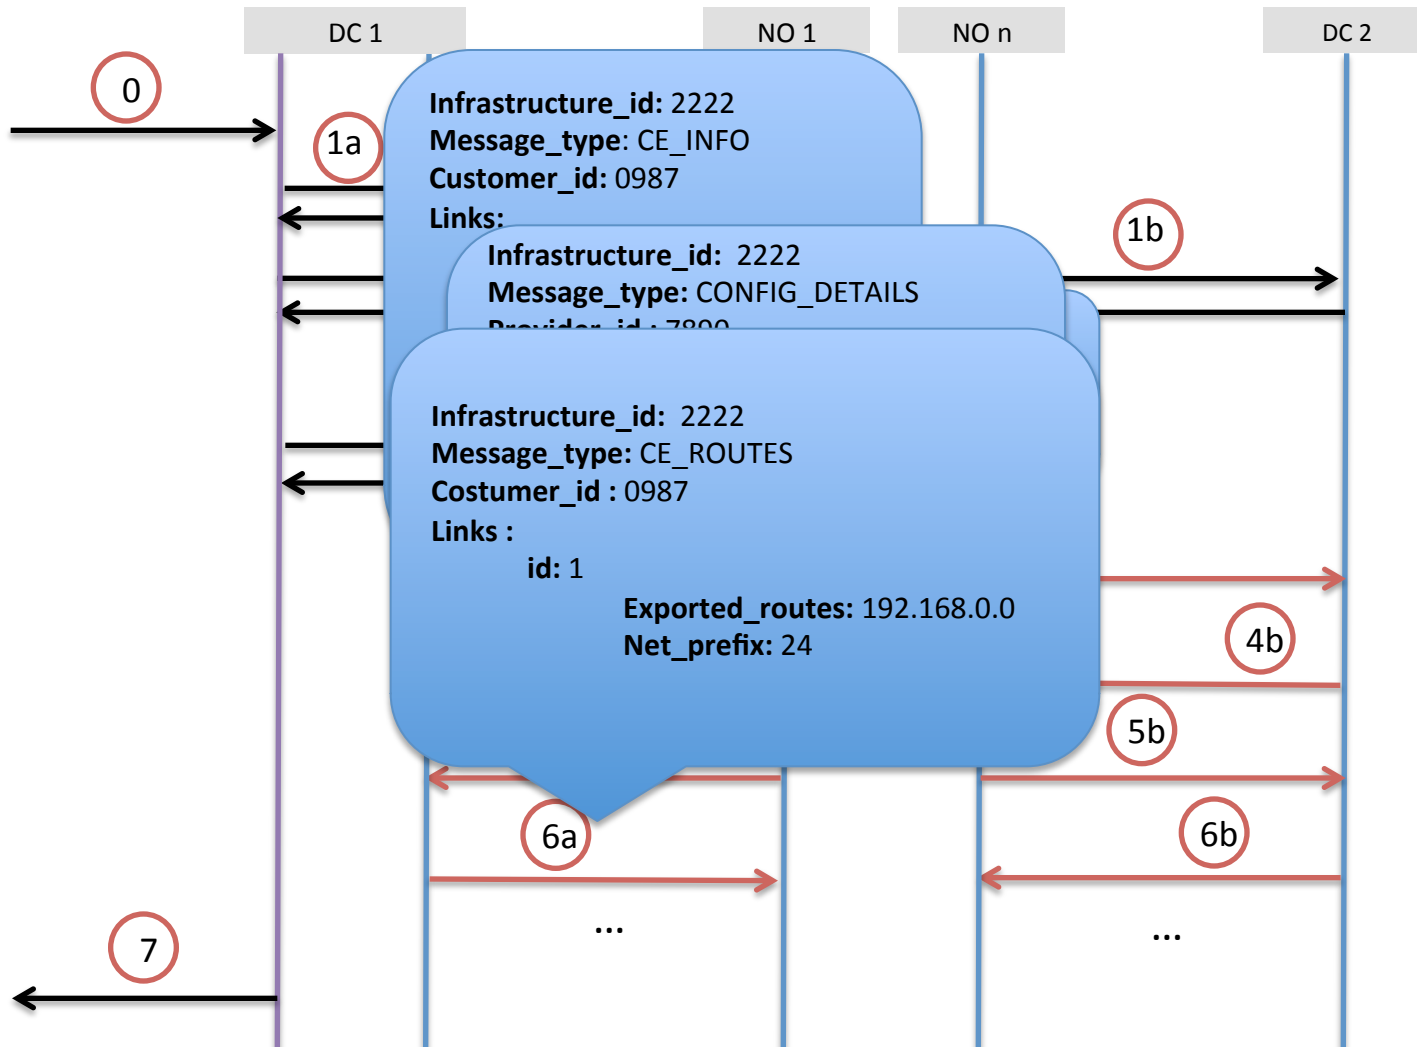 DC 1
NO 1
NO n
DC 2
0
1a
Infrastructure_id: 2222
Message_type: CE_INFO
Customer_id: 0987
Links:
1b
Infrastructure_id: 2222
Message_type: CONFIG_DETAILS
Provider_id : 7890
Infrastructure_id: 2222
Message_type: CE_ROUTES
Costumer_id : 0987
Links :
id: 1
Exported_routes: 192.168.0.0
Net_prefix: 24
4b
5b
6a
6b
...
...
7